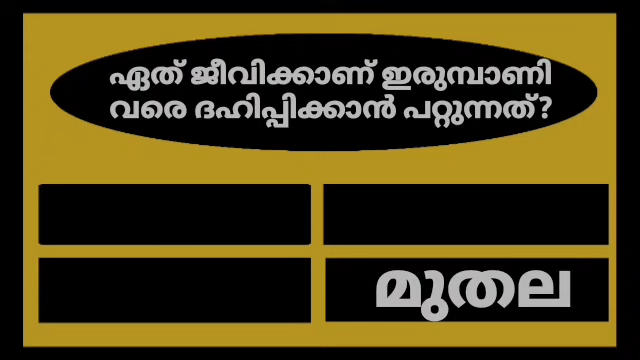 ഏത് ജീവിക്കാണ് ഇരുമ്പാണി
വരെ ദഹിപ്പിക്കാൻ പറ്റുന്നത്?
മുതല